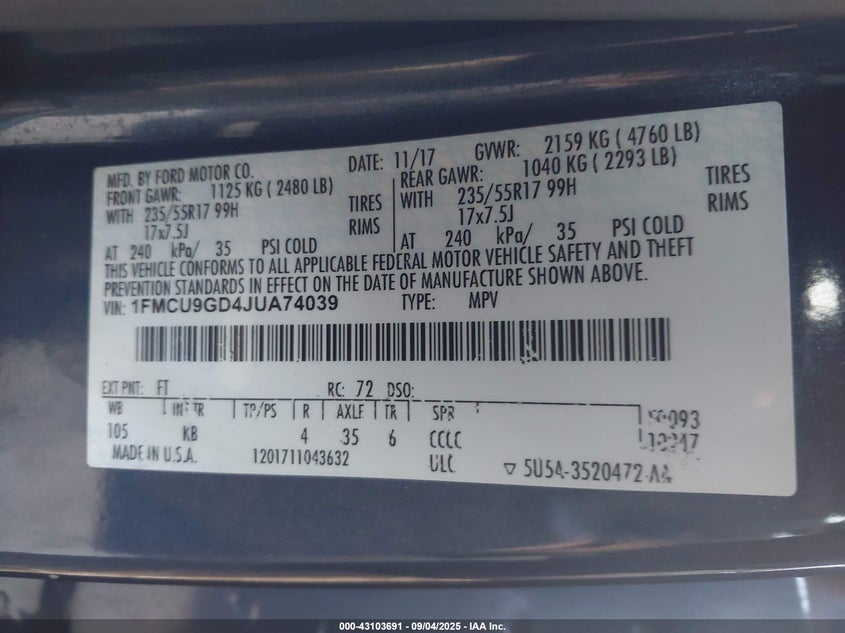 MFD. BY FORD MOTOR CO. DATE: 11/17 GVWR: 2159 KG ( 4760 LB)
FRONT GAWR: 1125 KG ( 2480 LB) REAR GAWR: 1040 KG ( 2293 LB)
WITH 235/55R17 99H TIRES WITH 235/55R17 99H TIRES
17x7.5J RIMS 17x7.5J RIMS
AT 240 kPa/ 35 PSI COLD AT 240 kPa/ 35 PSI COLD
THIS VEHICLE CONFORMS TO ALL APPLICABLE FEDERAL MOTOR VEHICLE SAFETY AND THEFT
PREVENTION STANDARDS IN EFFECT ON THE DATE OF MANUFACTURE SHOWN ABOVE.
VIN: 1FMCU9GD4JUA74039 TYPE: MPV
EXT PNT: FT RC: 72 DSO:
WB INT TR TP/PS R AXLE TR SPR
105 KB 4 35 6 CCLC
MADE IN U.S.A. 1201711043632 ULC ▽ 5U5A-3520472-AA
000-43103691 - 09/04/2025 - IAA Inc.